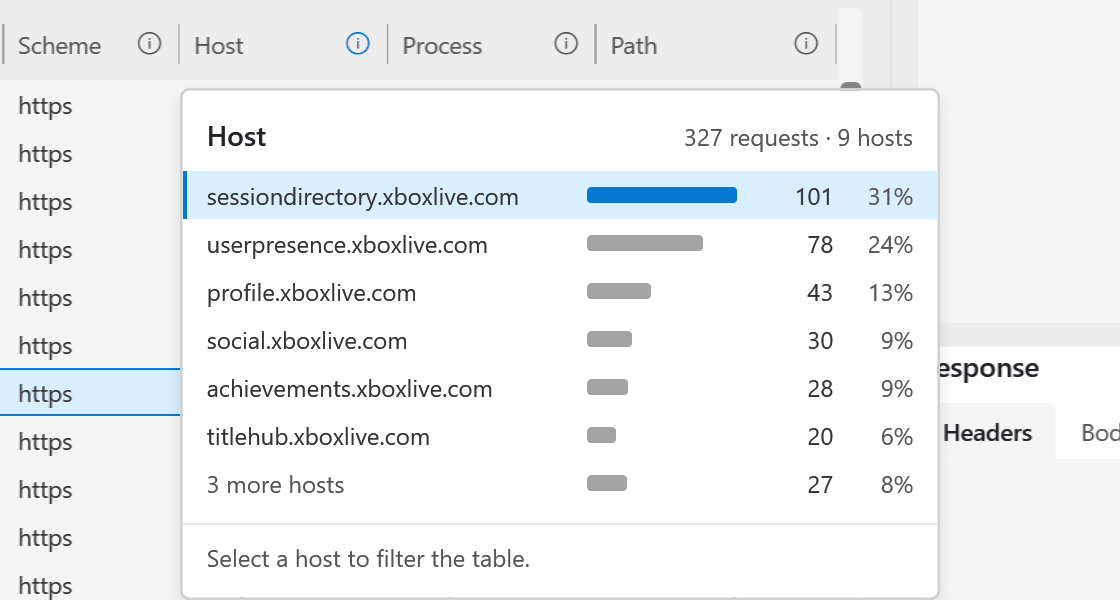 Scheme Host Process Path
https
https
https
https
https
https
https
https
https
https
https
Host 327 requests · 9 hosts
sessiondirectory.xboxlive.com 101 31%
userpresence.xboxlive.com 78 24%
profile.xboxlive.com 43 13%
social.xboxlive.com 30 9%
achievements.xboxlive.com 28 9%
titlehub.xboxlive.com 20 6%
3 more hosts 27 8%
Select a host to filter the table.
esponse
Headers Bod